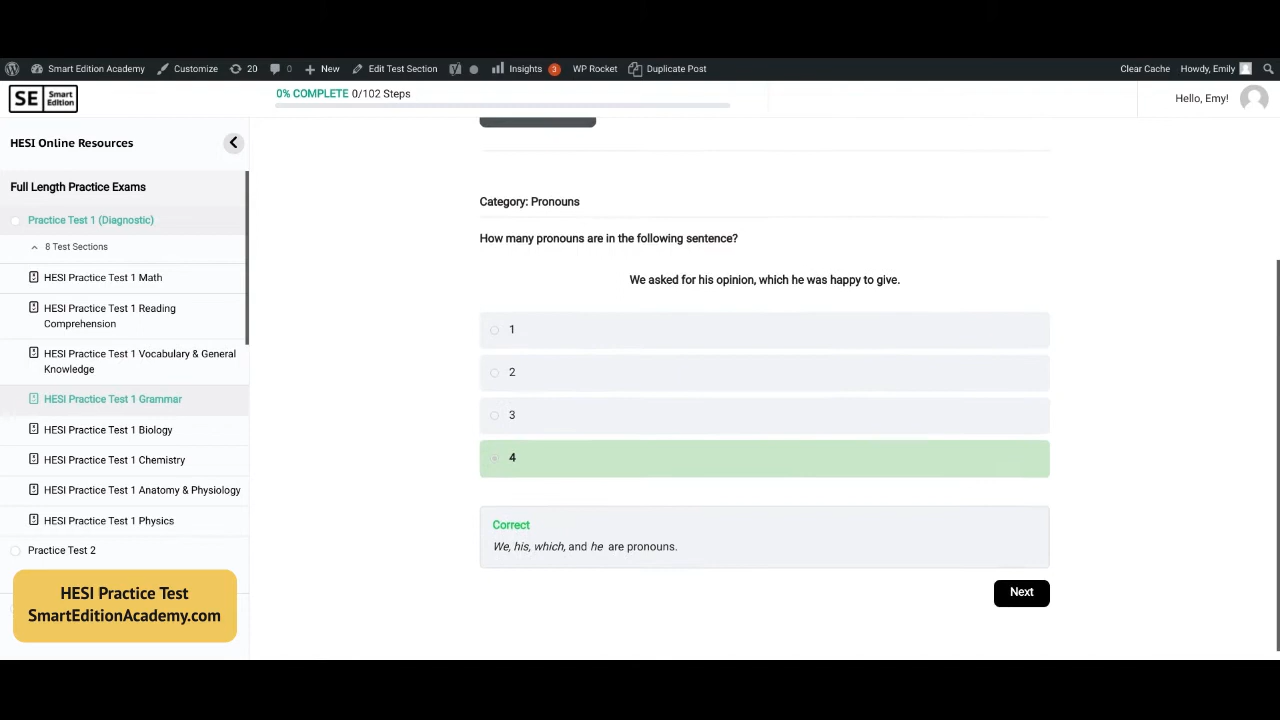 Smart Edition Academy Customize 20 0 New Edit Test Section Insights 3 WP Rocket Duplicate Post Clear Cache Howdy, Emily
SE Smart Edition
0% COMPLETE 0/102 Steps
Hello, Emy!
HESI Online Resources
Full Length Practice Exams
Practice Test 1 (Diagnostic)
8 Test Sections
HESI Practice Test 1 Math
HESI Practice Test 1 Reading
Comprehension
HESI Practice Test 1 Vocabulary & General
Knowledge
HESI Practice Test 1 Grammar
HESI Practice Test 1 Biology
HESI Practice Test 1 Chemistry
HESI Practice Test 1 Anatomy & Physiology
HESI Practice Test 1 Physics
Practice Test 2
HESI Practice Test
SmartEditionAcademy.com
Category: Pronouns
How many pronouns are in the following sentence?
We asked for his opinion, which he was happy to give.
1
2
3
4
Correct
We, his, which, and he are pronouns.
Next